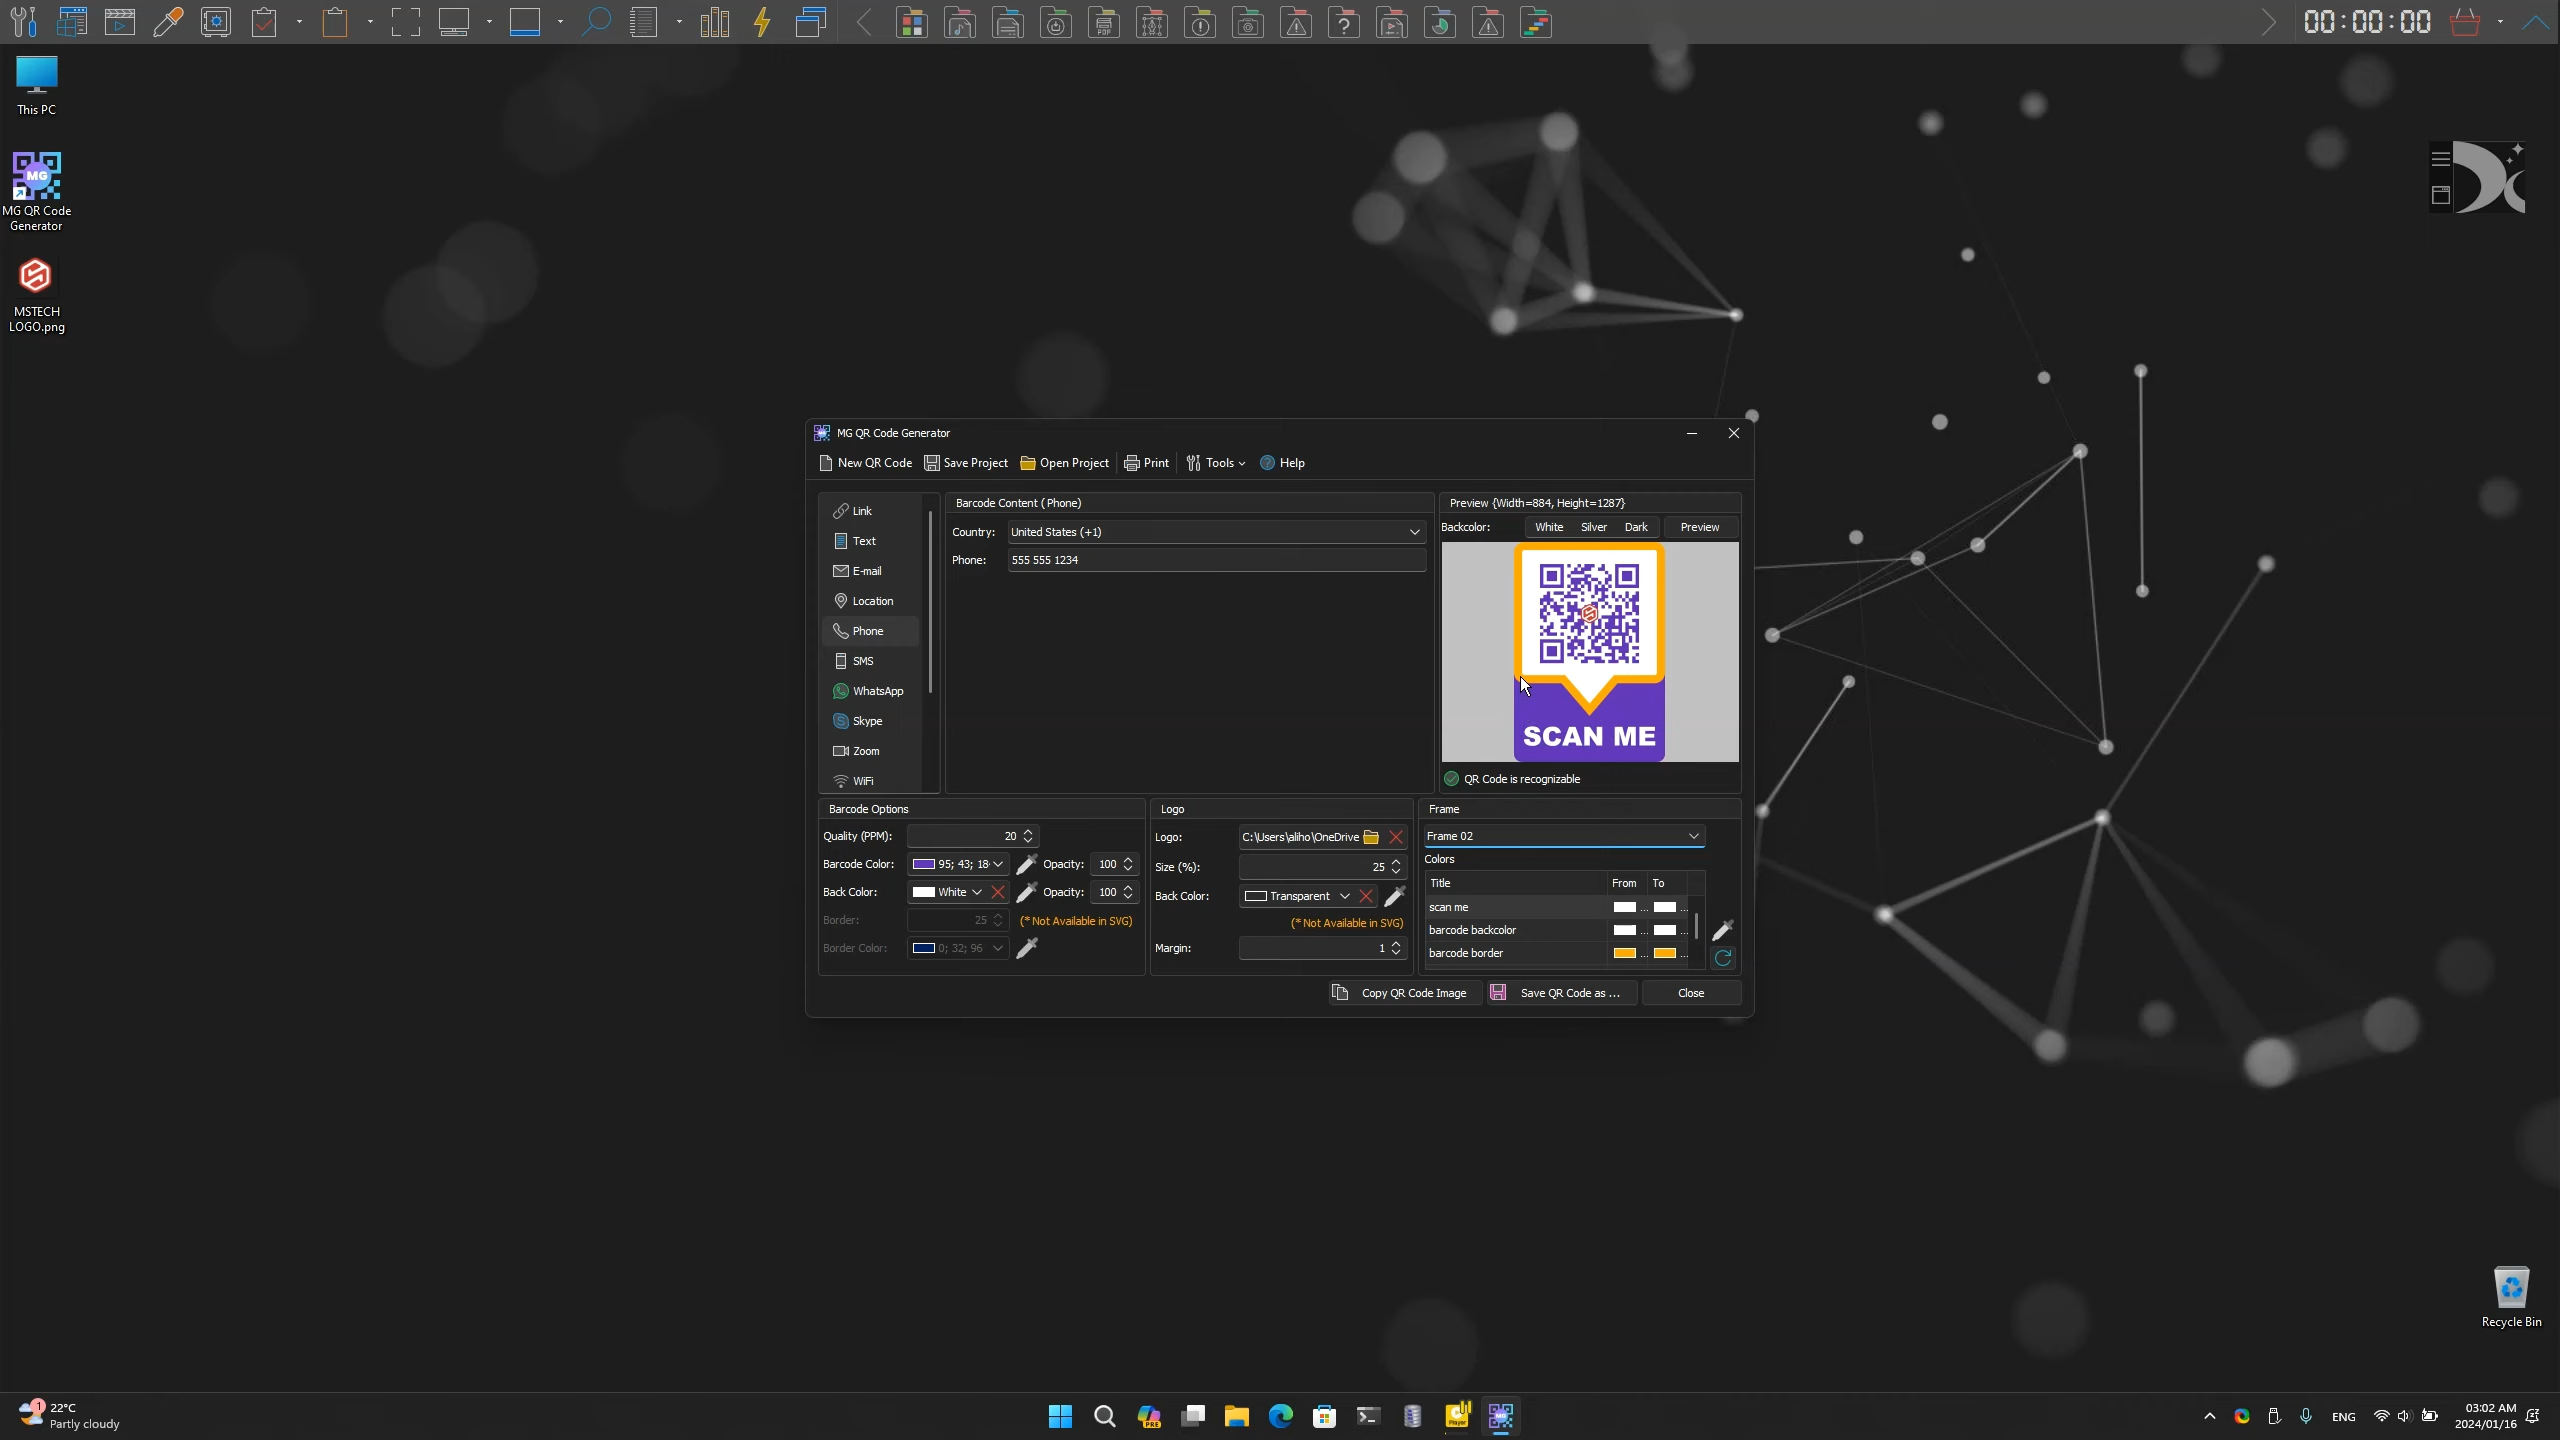 00:00:00
This PC
MG
MG QR Code
Generator
MSTECH
LOGO.png
MG QR Code Generator
New QR Code
Save Project
Open Project
Print
Tools
Help
Link
Text
E-mail
Location
Phone
SMS
WhatsApp
Skype
Zoom
WiFi
Barcode Content (Phone)
Country:
United States (+1)
Phone:
555 555 1234
Preview {Width=884, Height=1287}
Backcolor:
White
Silver
Dark
Preview
SCAN ME
QR Code is recognizable
Barcode Options
Quality (PPM):
20
Barcode Color:
95; 43; 18
Opacity:
100
Back Color:
White
Opacity:
100
Border:
25
(* Not Available in SVG)
Border Color:
0; 32; 96
Logo
Logo:
C:\Users\aliho\OneDrive
Size (%):
25
Back Color:
Transparent
(* Not Available in SVG)
Margin:
1
Frame
Frame 02
Colors
Title
From
To
scan me
...
...
barcode backcolor
...
...
barcode border
...
...
Copy QR Code Image
Save QR Code as ...
Close
Recycle Bin
1
22°C
Partly cloudy
PRE
Player
ENG
03:02 AM
2024/01/16